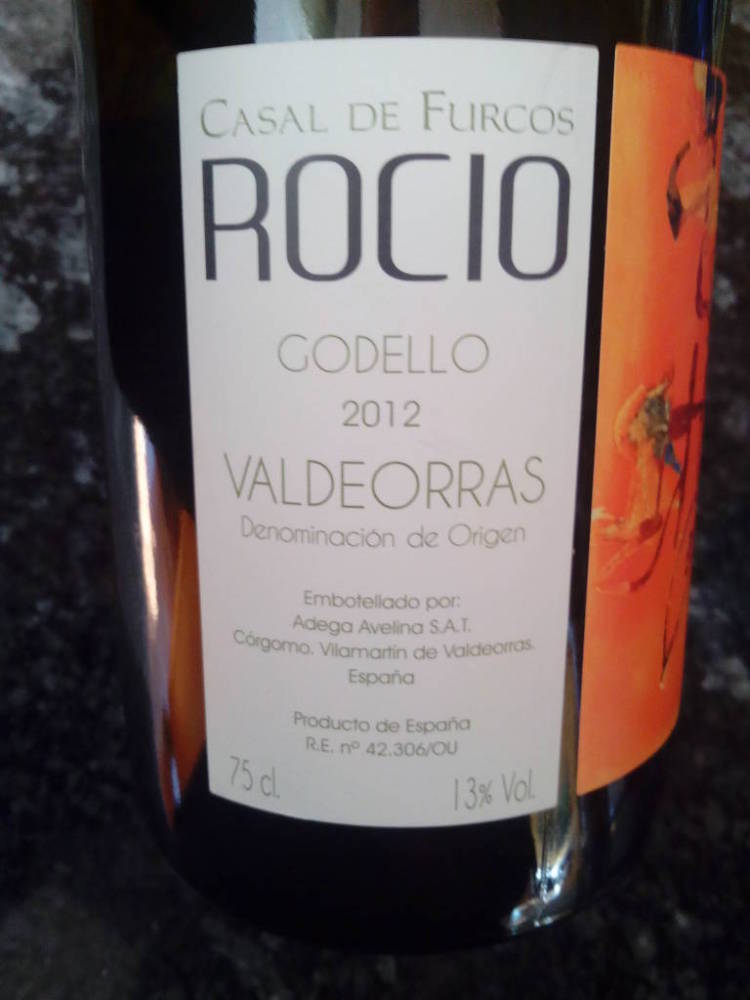 CASAL DE FURCOS
ROCIO
GODELLO
2012
VALDEORRAS
Denominación de Origen
Embotellado por:
Adega Avelina S.A.T.
Córgomo. Vilamartín de Valdeorras.
España
Producto de España
R.E. nº 42.306/OU
75 cl.
13% Vol.